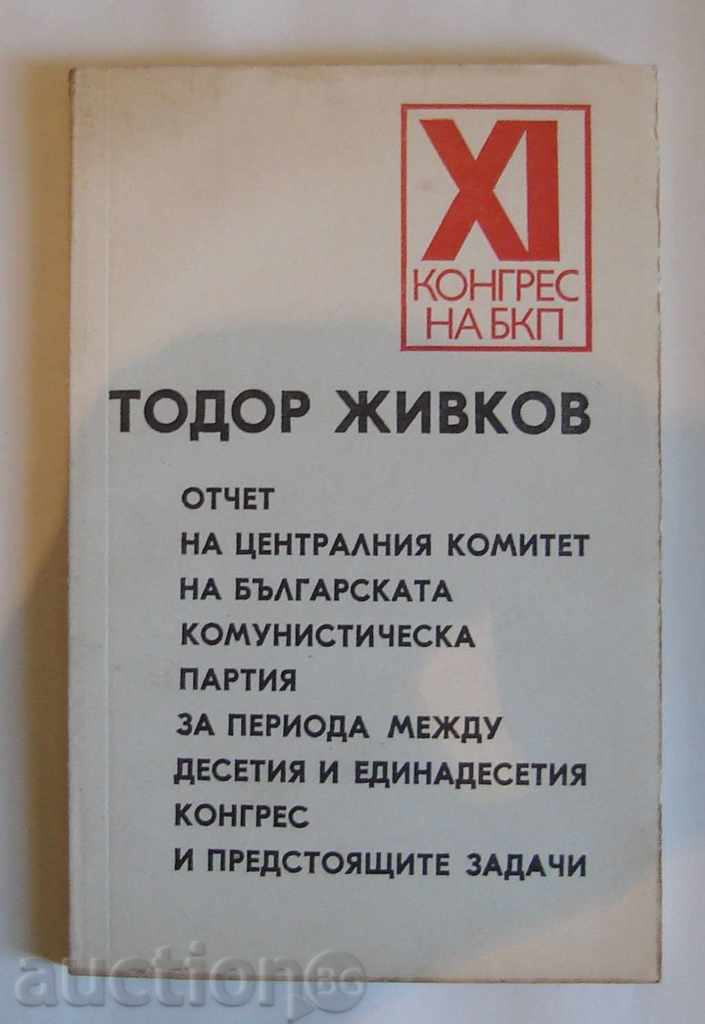 XI
КОНГРЕС
НА БКП
ТОДОР ЖИВКОВ
ОТЧЕТ
НА ЦЕНТРАЛНИЯ КОМИТЕТ
НА БЪЛГАРСКАТА
КОМУНИСТИЧЕСКА
ПАРТИЯ
ЗА ПЕРИОДА МЕЖДУ
ДЕСЕТИЯ И ЕДИНАДЕСЕТИЯ
КОНГРЕС
И ПРЕДСТОЯЩИТЕ ЗАДАЧИ
auction BG